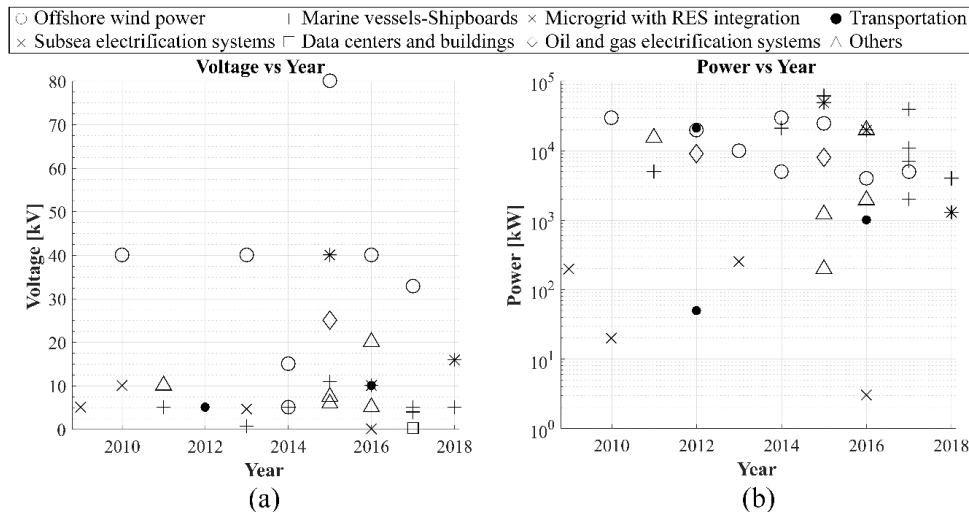 Offshore wind power Marine vessels-Shipboards Microgrid with RES integration Transportation
Subsea electrification systems Data centers and buildings Oil and gas electrification systems Others
Voltage vs Year
80
70
60
50
40
30
20
10
0
Voltage [kV]
2010 2012 2014 2016 2018
Year
(a)
Power vs Year
10^5
10^4
10^3
10^2
10^1
10^0
Power [kW]
2010 2012 2014 2016 2018
Year
(b)